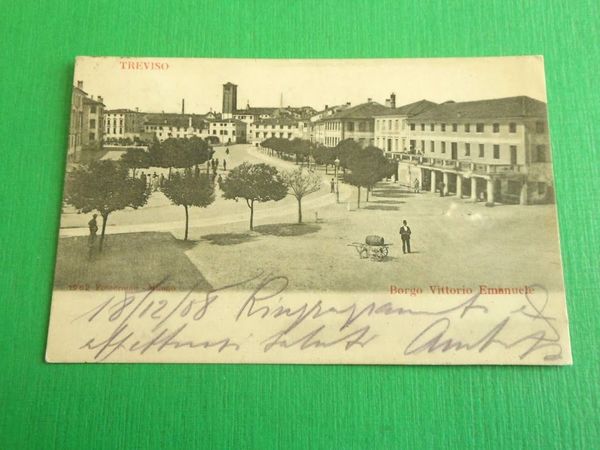 TREVISO
Borgo Vittorio Emanuele
18/12/08 Ringraziamenti ed
affettuosi saluti